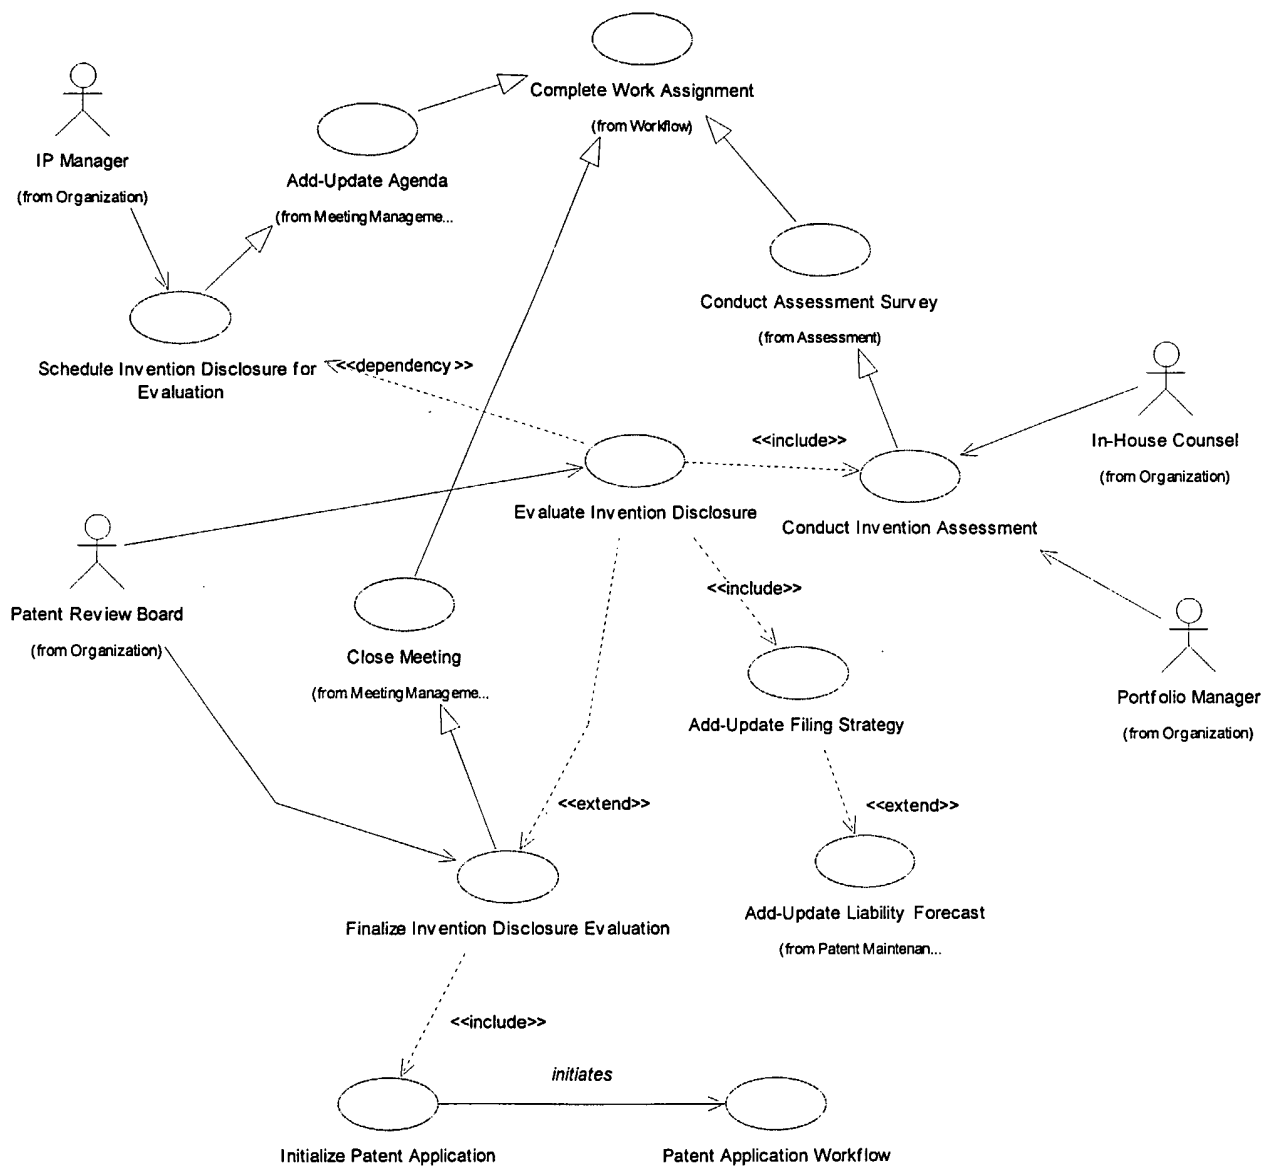 Complete Work Assignment
(from Workflow)
IP Manager
(from Organization)
Add-Update Agenda
(from Meeting Manageme...
Conduct Assessment Survey
(from Assessment)
Schedule Invention Disclosure for
Evaluation
<<dependency >>
In-House Counsel
(from Organization)
<<include>>
Evaluate Invention Disclosure
Conduct Invention Assessment
Patent Review Board
(from Organization)
<<include>>
Close Meeting
(from Meeting Manageme...
Portfolio Manager
(from Organization)
Add-Update Filing Strategy
<<extend>>
<<extend>>
Finalize Invention Disclosure Evaluation
Add-Update Liability Forecast
(from Patent Maintenan...
<<include>>
initiates
Initialize Patent Application
Patent Application Workflow